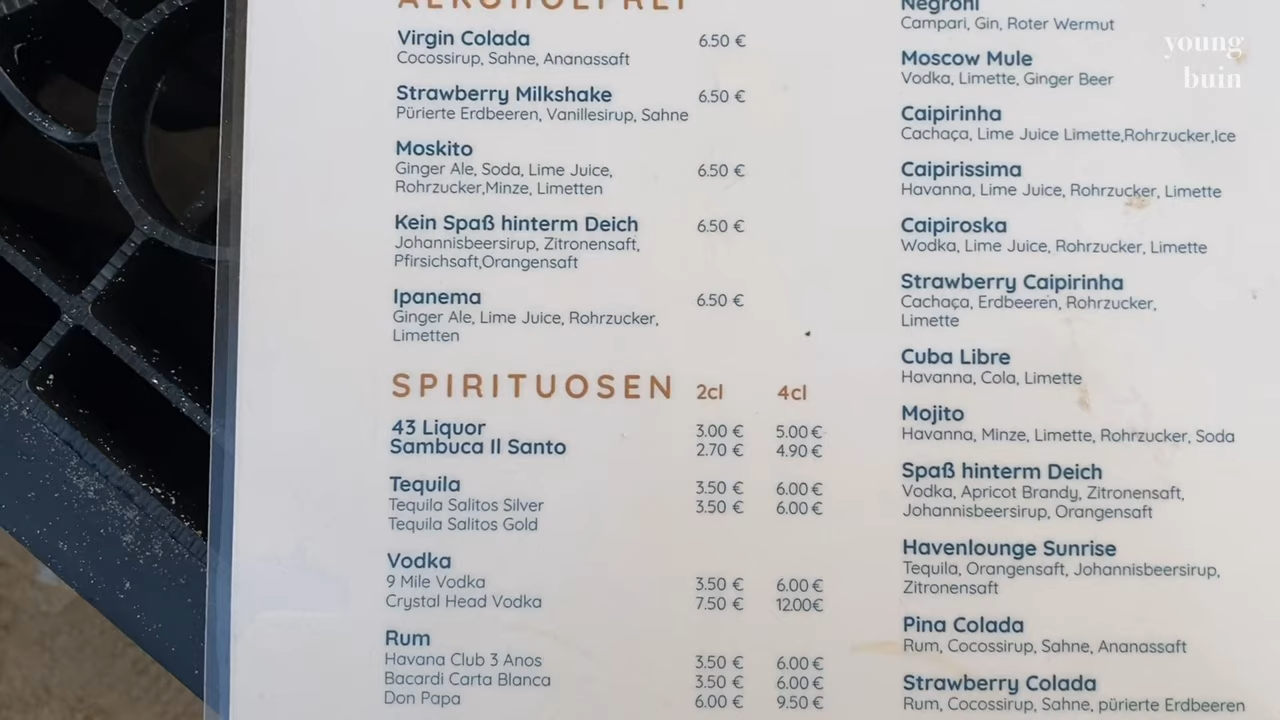 ALKOHOLFREI
Virgin Colada 6.50 €
Cocossirup, Sahne, Ananassaft
Strawberry Milkshake 6.50 €
Pürierte Erdbeeren, Vanillesirup, Sahne
Moskito
Ginger Ale, Soda, Lime Juice, 6.50 €
Rohrzucker,Minze, Limetten
Kein Spaß hinterm Deich 6.50 €
Johannisbeersirup, Zitronensaft,
Pfirsichsaft,Orangensaft
Ipanema 6.50 €
Ginger Ale, Lime Juice, Rohrzucker,
Limetten
SPIRITUOSEN 2cl 4cl
43 Liquor 3.00 € 5.00 €
Sambuca Il Santo 2.70 € 4.90 €
Tequila 3.50 € 6.00 €
Tequila Salitos Silver 3.50 € 6.00 €
Tequila Salitos Gold
Vodka
9 Mile Vodka 3.50 € 6.00 €
Crystal Head Vodka 7.50 € 12.00€
Rum
Havana Club 3 Anos 3.50 € 6.00 €
Bacardi Carta Blanca 3.50 € 6.00 €
Don Papa 6.00 € 9.50 €
Negroni
Campari, Gin, Roter Wermut
Moscow Mule
Vodka, Limette, Ginger Beer
Caipirinha
Cachaça, Lime Juice Limette,Rohrzucker,Ice
Caipirissima
Havanna, Lime Juice, Rohrzucker, Limette
Caipiroska
Wodka, Lime Juice, Rohrzucker, Limette
Strawberry Caipirinha
Cachaça, Erdbeeren, Rohrzucker,
Limette
Cuba Libre
Havanna, Cola, Limette
Mojito
Havanna, Minze, Limette, Rohrzucker, Soda
Spaß hinterm Deich
Vodka, Apricot Brandy, Zitronensaft,
Johannisbeersirup, Orangensaft
Havenlounge Sunrise
Tequila, Orangensaft, Johannisbeersirup,
Zitronensaft
Pina Colada
Rum, Cocossirup, Sahne, Ananassaft
Strawberry Colada
Rum, Cocossirup, Sahne, pürierte Erdbeeren
young
buin